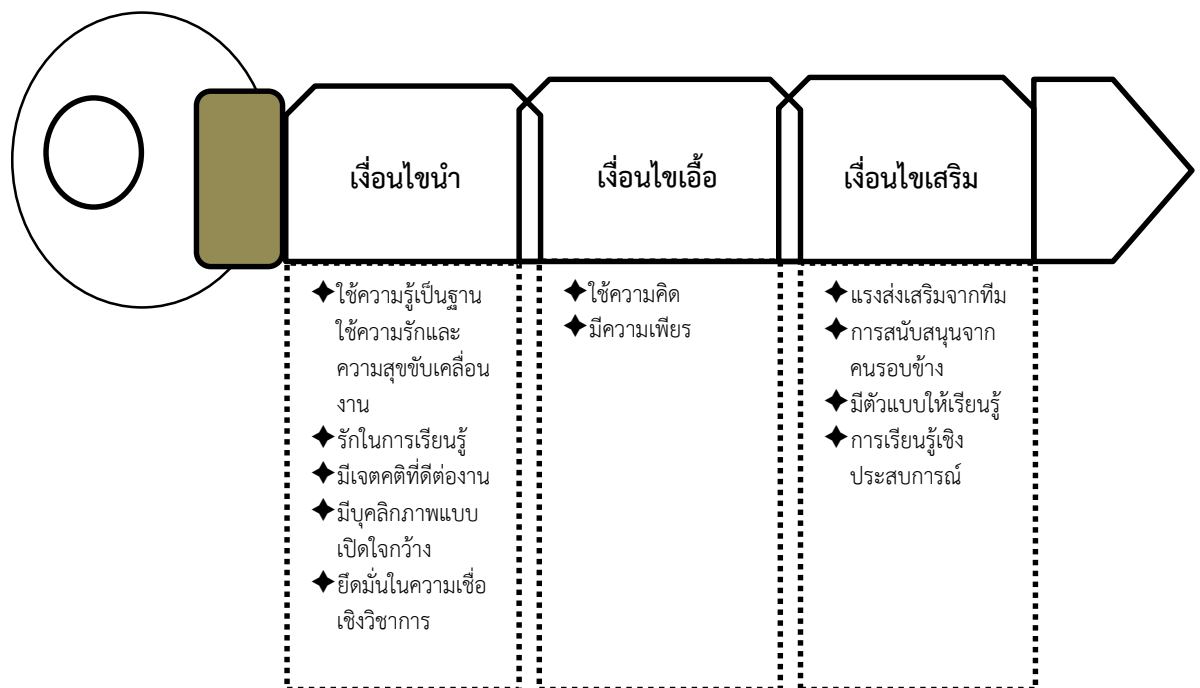 เงื่อนไขนำ
เงื่อนไขเอื้อ
เงื่อนไขเสริม
ใช้ความรู้เป็นฐาน
ใช้ความรักและ
ความสุขขับเคลื่อน
งาน
รักในการเรียนรู้
มีเจตคติที่ดีต่องาน
มีบุคลิกภาพแบบ
เปิดใจกว้าง
ยึดมั่นในความเชื่อ
เชิงวิชาการ
ใช้ความคิด
มีความเพียร
แรงส่งเสริมจากทีม
การสนับสนุนจาก
คนรอบข้าง
มีตัวแบบให้เรียนรู้
การเรียนรู้เชิง
ประสบการณ์